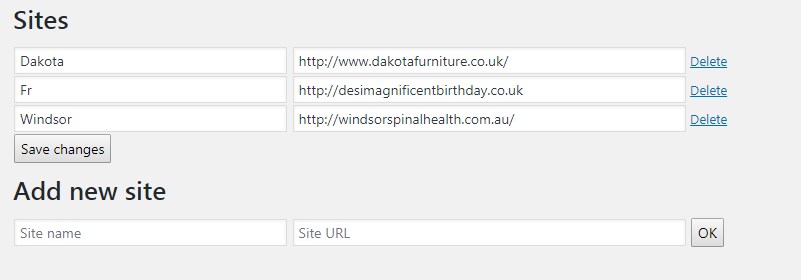 Sites
Dakota http://www.dakotafurniture.co.uk/ Delete
Fr http://desimagnificentbirthday.co.uk Delete
Windsor http://windsorspinalhealth.com.au/ Delete
Save changes
Add new site
Site name Site URL OK